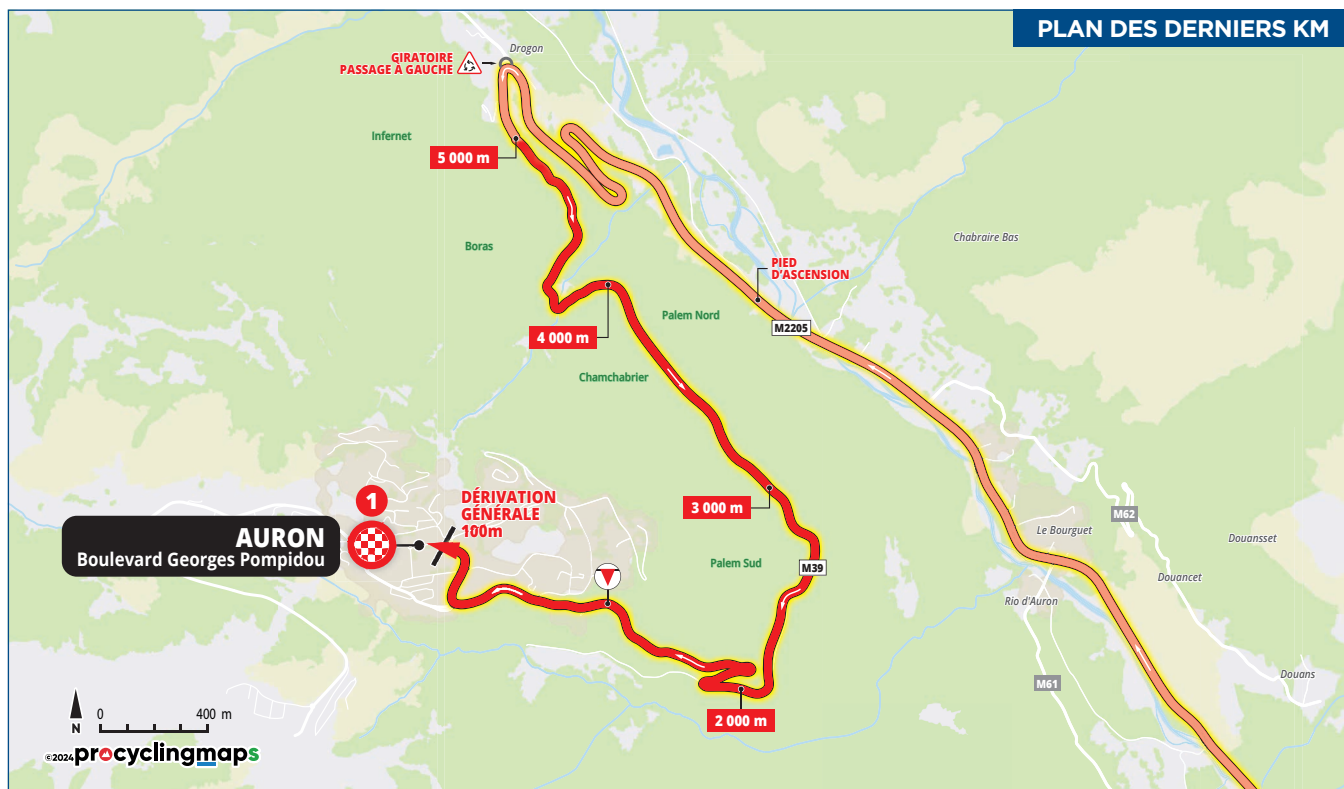 PLAN DES DERNIERS KM
Drogon
GIRATOIRE
PASSAGE À GAUCHE
Infernet
5 000 m
Boras
Chabraire Bas
PIED
D'ASCENSION
Palem Nord
M2205
4 000 m
Chamchabrier
1
DÉRIVATION
GÉNÉRALE
100m
AURON
Boulevard Georges Pompidou
3 000 m
M62
Le Bourguet
Douansset
Palem Sud
M39
Douancet
Rio d'Auron
Douans
M61
2 000 m
N
0 400 m
©2024 procyclingmaps